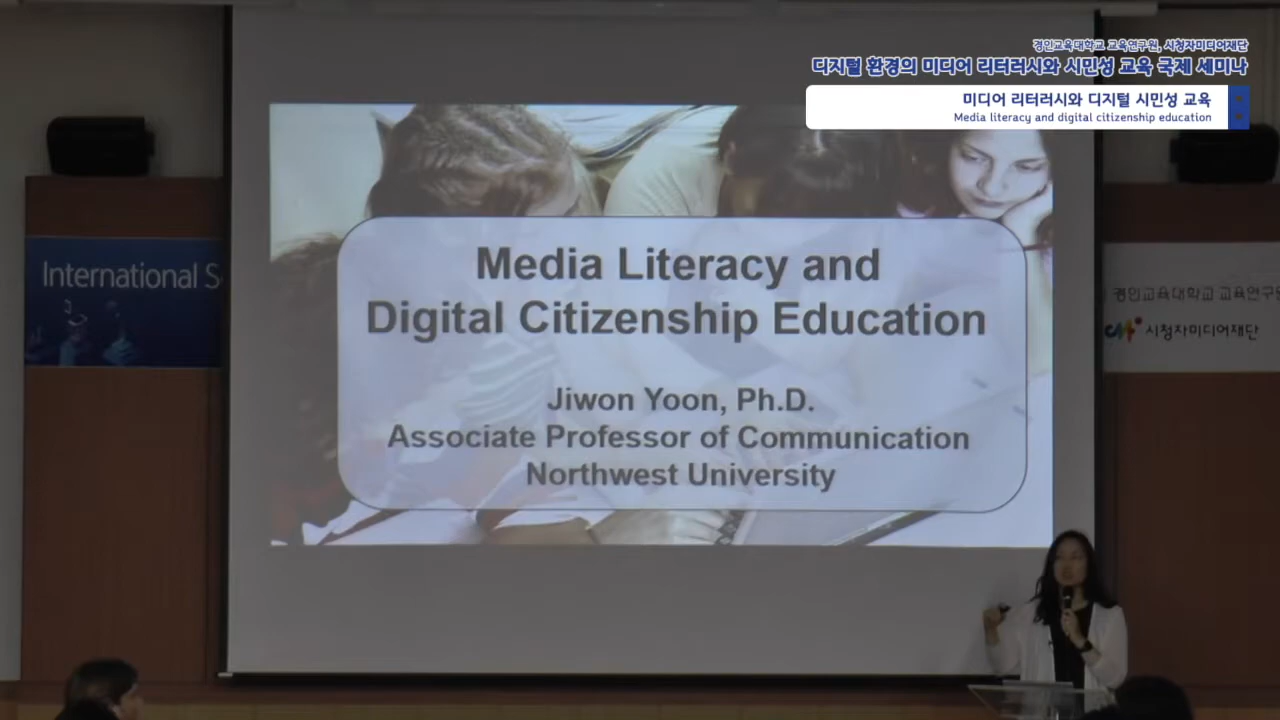 경인교육대학교 교육연구원, 시청자미디어재단
디지털 환경의 미디어 리터러시와 시민성 교육 국제 세미나
미디어 리터러시와 디지털 시민성 교육
Media literacy and digital citizenship education
International S
경인교육대학교 교육연구원
시청자미디어재단
Media Literacy and
Digital Citizenship Education
Jiwon Yoon, Ph.D.
Associate Professor of Communication
Northwest University